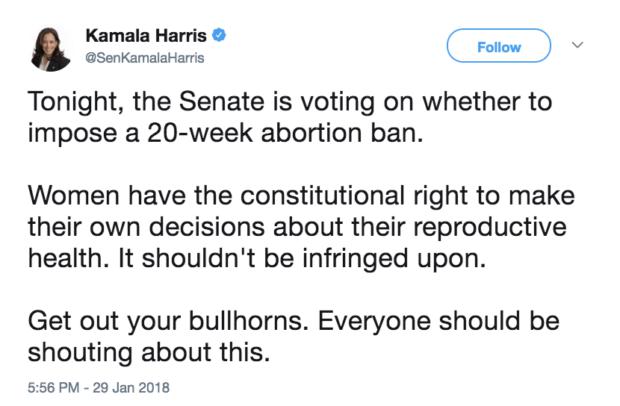 Kamala Harris
@SenKamalaHarris
Follow
Tonight, the Senate is voting on whether to
impose a 20-week abortion ban.
Women have the constitutional right to make
their own decisions about their reproductive
health. It shouldn't be infringed upon.
Get out your bullhorns. Everyone should be
shouting about this.
5:56 PM - 29 Jan 2018